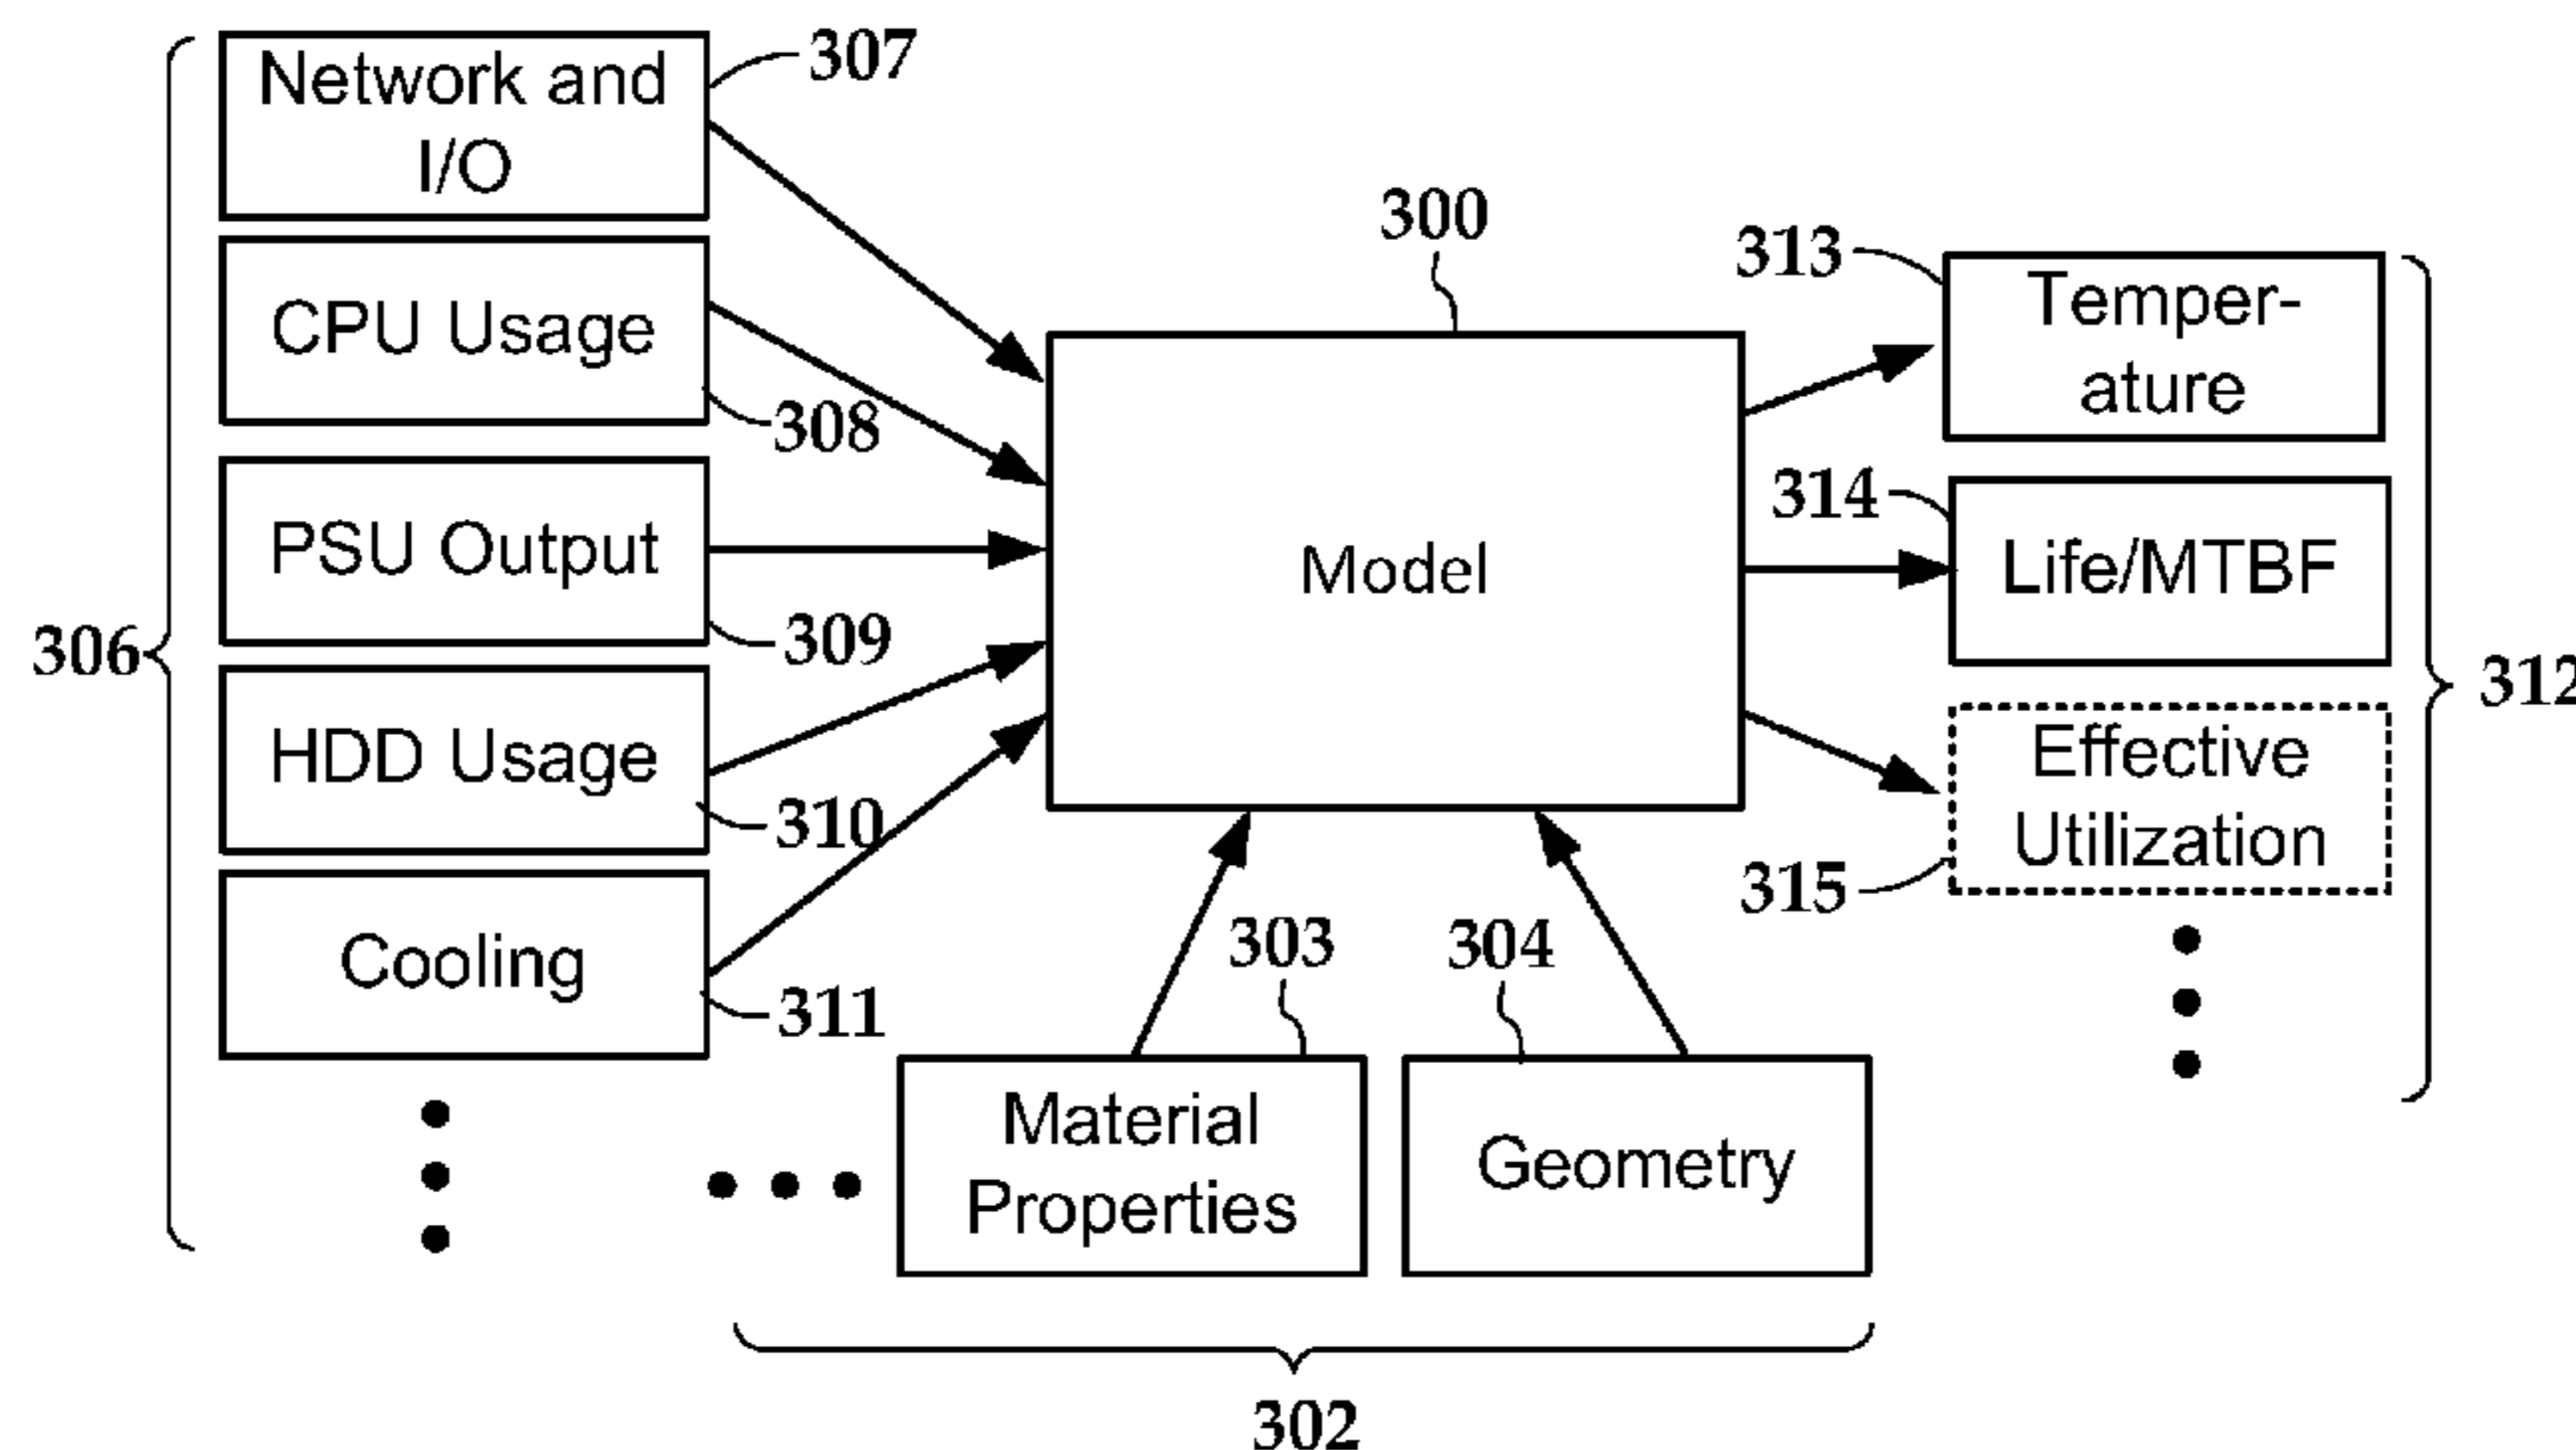 Network and
I/O
307
CPU Usage
308
PSU Output
309
306
HDD Usage
310
Cooling
311
300
Model
303
304
Material
Properties
Geometry
302
313
Temper-
ature
314
Life/MTBF
312
Effective
Utilization
315